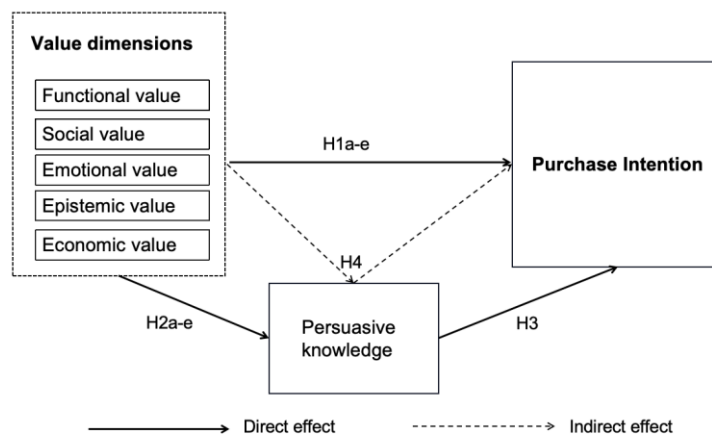 Value dimensions
Functional value
Social value
Emotional value
Epistemic value
Economic value
H1a-e
Purchase Intention
H4
H2a-e
Persuasive
knowledge
H3
Direct effect
Indirect effect